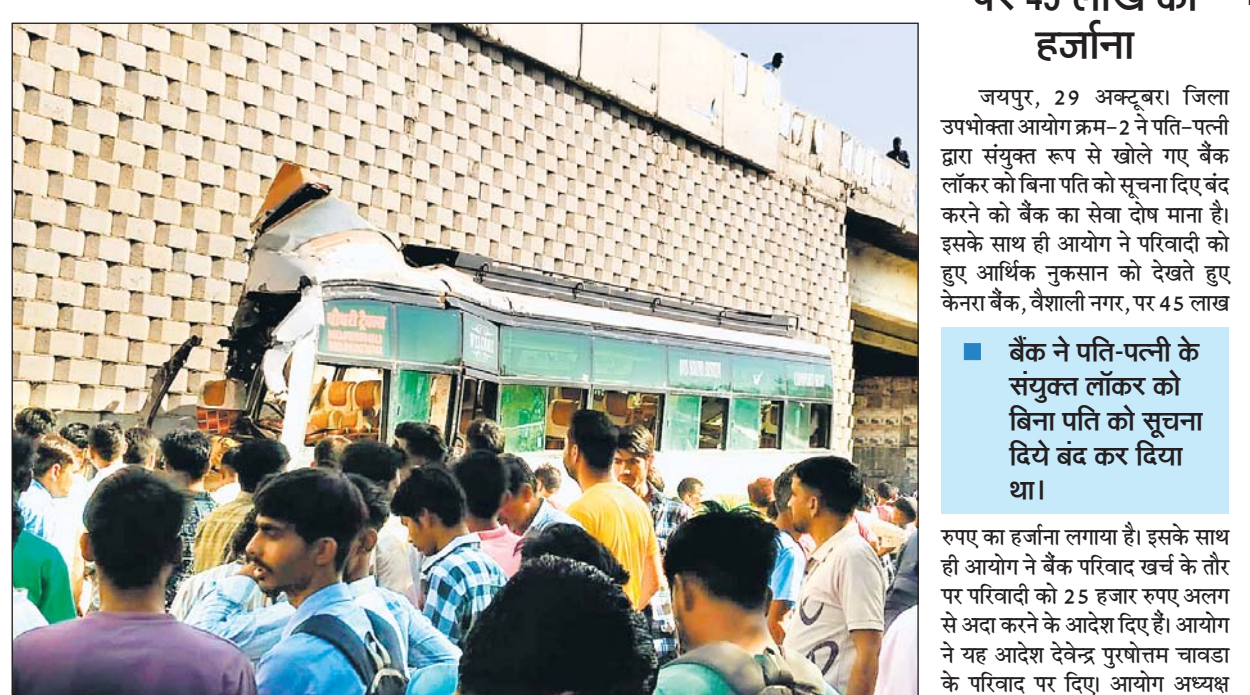 पर 45 लाख का
हर्जाना
जयपुर, 29 अक्टूबर। जिला
उपभोक्ता आयोग क्रम-2 ने पति-पत्नी
द्वारा संयुक्त रूप से खोले गए बैंक
लॉकर को बिना पति को सूचना दिए बंद
करने को बैंक का सेवा दोष माना है।
इसके साथ ही आयोग ने परिवादी को
हुए आर्थिक नुकसान को देखते हुए
केनरा बैंक, वैशाली नगर, पर 45 लाख
बैंक ने पति-पत्नी के
संयुक्त लॉकर को
बिना पति को सूचना
दिये बंद कर दिया
था।
रुपए का हर्जाना लगाया है। इसके साथ
ही आयोग ने बैंक परिवाद खर्च के तौर
पर परिवादी को 25 हजार रुपए अलग
से अदा करने के आदेश दिए हैं। आयोग
ने यह आदेश देवेन्द्र पुरषोत्तम चावडा
के परिवाद पर दिए। आयोग अध्यक्ष